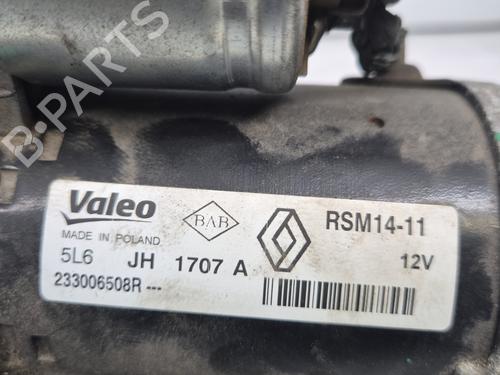 B-PARTS
Valeo
MADE IN POLAND
BAB
RSM14-11
5L6 JH 1707 A
12V
233006508R ---